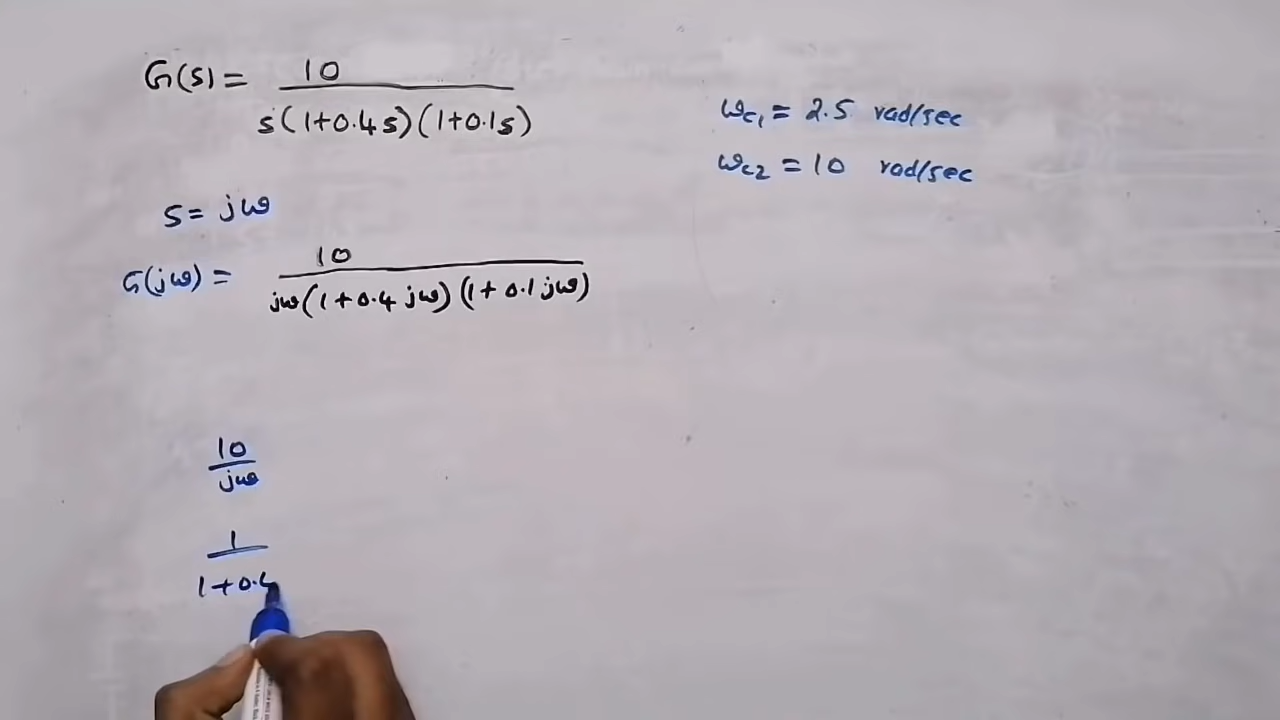 G(s) = 10 / s(1+0.4s)(1+0.1s)
ωc1 = 2.5 rad/sec
ωc2 = 10 rad/sec
s = jω
G(jω) = 10 / jω(1+0.4jω)(1+0.1jω)
10 / jω
1 / 1+0.4